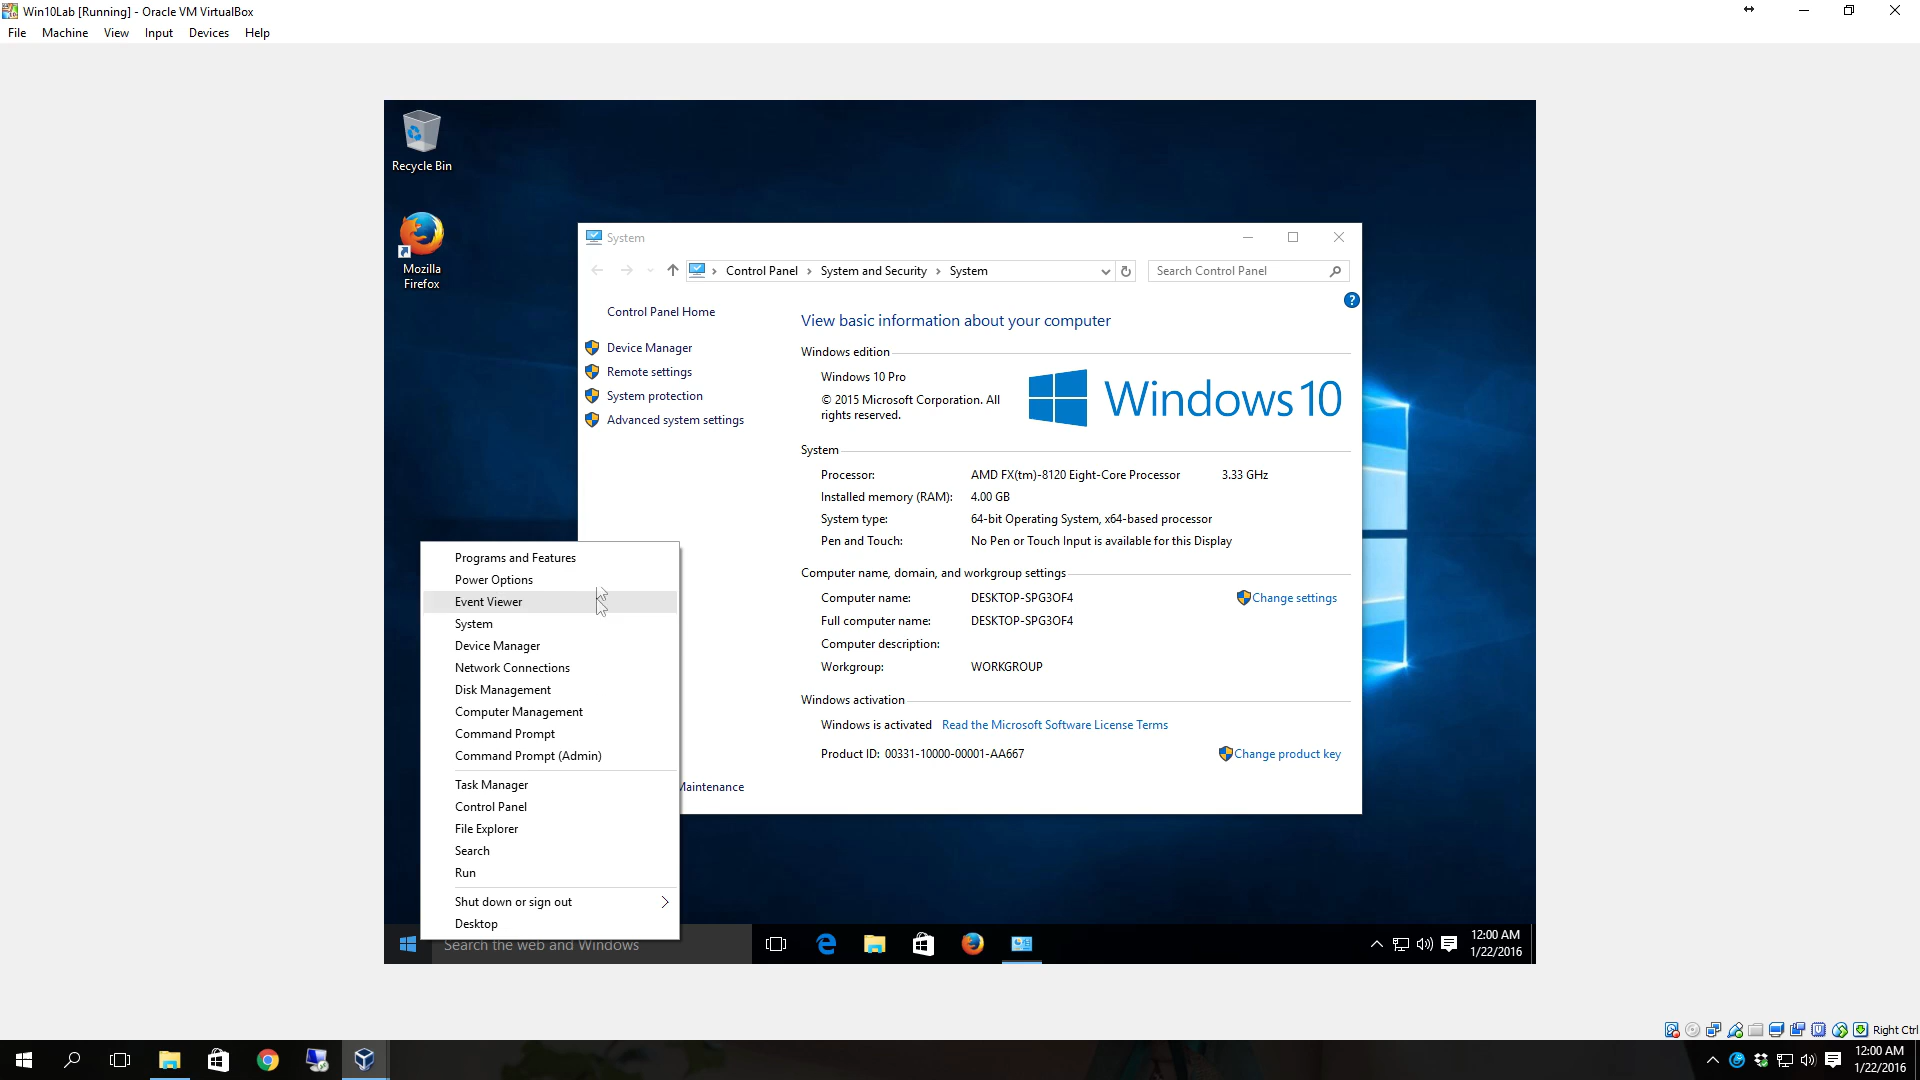 Win10Lab [Running] - Oracle VM VirtualBox
File Machine View Input Devices Help
Recycle Bin
Mozilla
Firefox
System
Control Panel System and Security System
Search Control Panel
?
Control Panel Home
Device Manager
Remote settings
System protection
Advanced system settings
View basic information about your computer
Windows edition
Windows 10 Pro
© 2015 Microsoft Corporation. All
rights reserved.
Windows 10
System
Processor: AMD FX(tm)-8120 Eight-Core Processor 3.33 GHz
Installed memory (RAM): 4.00 GB
System type: 64-bit Operating System, x64-based processor
Pen and Touch: No Pen or Touch Input is available for this Display
Computer name, domain, and workgroup settings
Computer name: DESKTOP-SPG3OF4 Change settings
Full computer name: DESKTOP-SPG3OF4
Computer description:
Workgroup: WORKGROUP
Windows activation
Windows is activated Read the Microsoft Software License Terms
Product ID: 00331-10000-00001-AA667 Change product key
Maintenance
Programs and Features
Power Options
Event Viewer
System
Device Manager
Network Connections
Disk Management
Computer Management
Command Prompt
Command Prompt (Admin)
Task Manager
Control Panel
File Explorer
Search
Run
Shut down or sign out
Desktop
Search the web and Windows
12:00 AM
1/22/2016
Right Ctrl
12:00 AM
1/22/2016